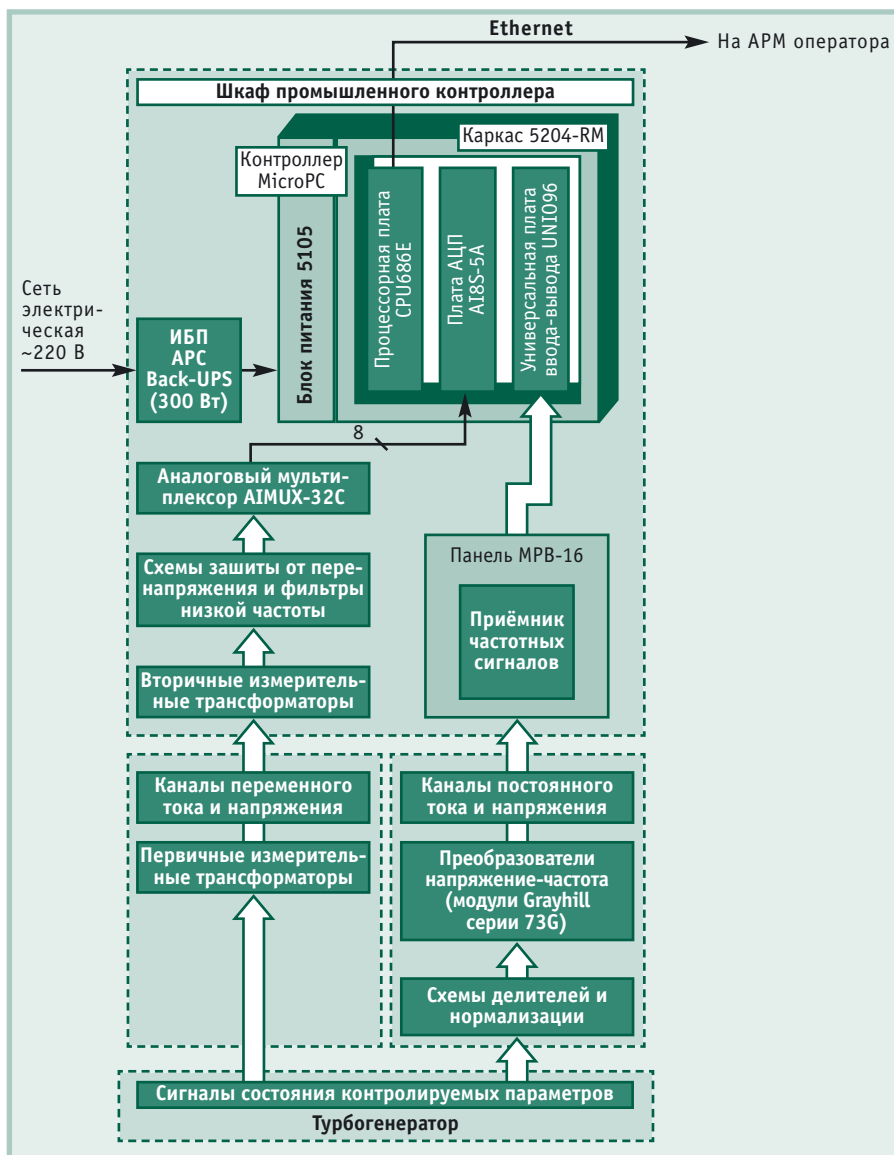 Ethernet
На АРМ оператора
Шкаф промышленного контроллера
Каркас 5204-RM
Контроллер
MicroPC
Блок питания 5105
Процессорная плата
CPU686E
Плата АЦП
AI8S-5A
Универсальная плата
ввода-вывода UNIO96
Сеть
электри-
ческая
~220 В
ИБП
APC
Back-UPS
(300 Вт)
8
Аналоговый мульти-
плексор AIMUX-32C
Схемы зашиты от пере-
напряжения и фильтры
низкой частоты
Вторичные измеритель-
ные трансформаторы
Панель MPB-16
Приёмник
частотных
сигналов
Каналы переменного
тока и напряжения
Первичные измеритель-
ные трансформаторы
Каналы постоянного
тока и напряжения
Преобразователи
напряжение-частота
(модули Grayhill
серии 73G)
Схемы делителей и
нормализации
Сигналы состояния контролируемых параметров
Турбогенератор